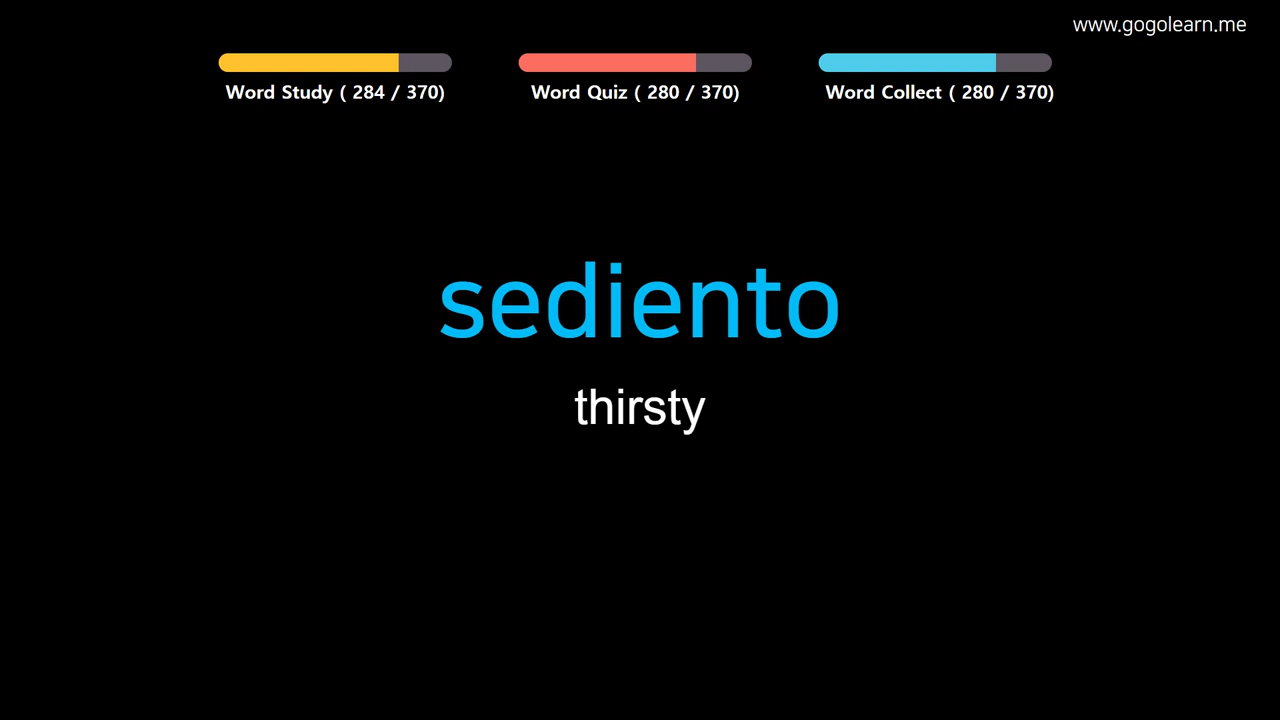 www.gogolearn.me
Word Study ( 284 / 370)
Word Quiz ( 280 / 370)
Word Collect ( 280 / 370)
sediento
thirsty